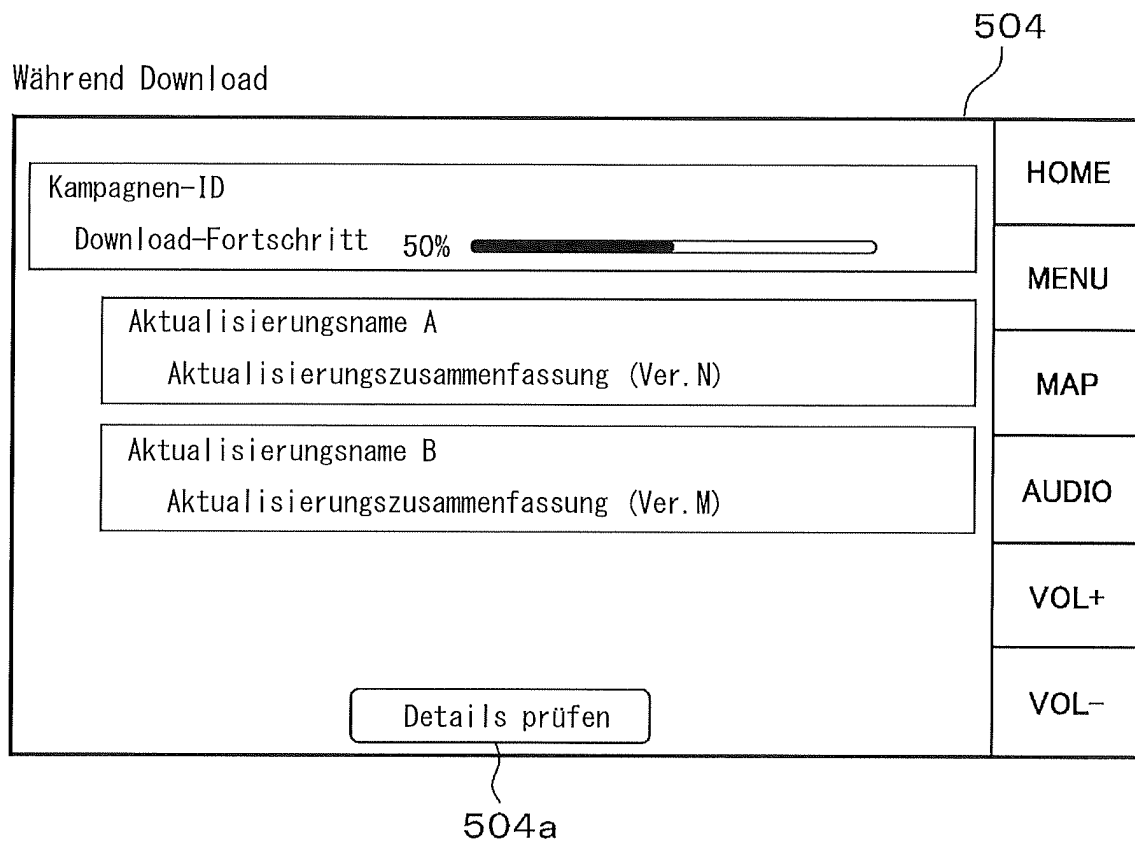 504
Während Download
Kampagnen-ID
Download-Fortschritt 50%
Aktualisierungsname A
Aktualisierungszusammenfassung (Ver.N)
Aktualisierungsname B
Aktualisierungszusammenfassung (Ver.M)
Details prüfen
504a
HOME
MENU
MAP
AUDIO
VOL+
VOL-